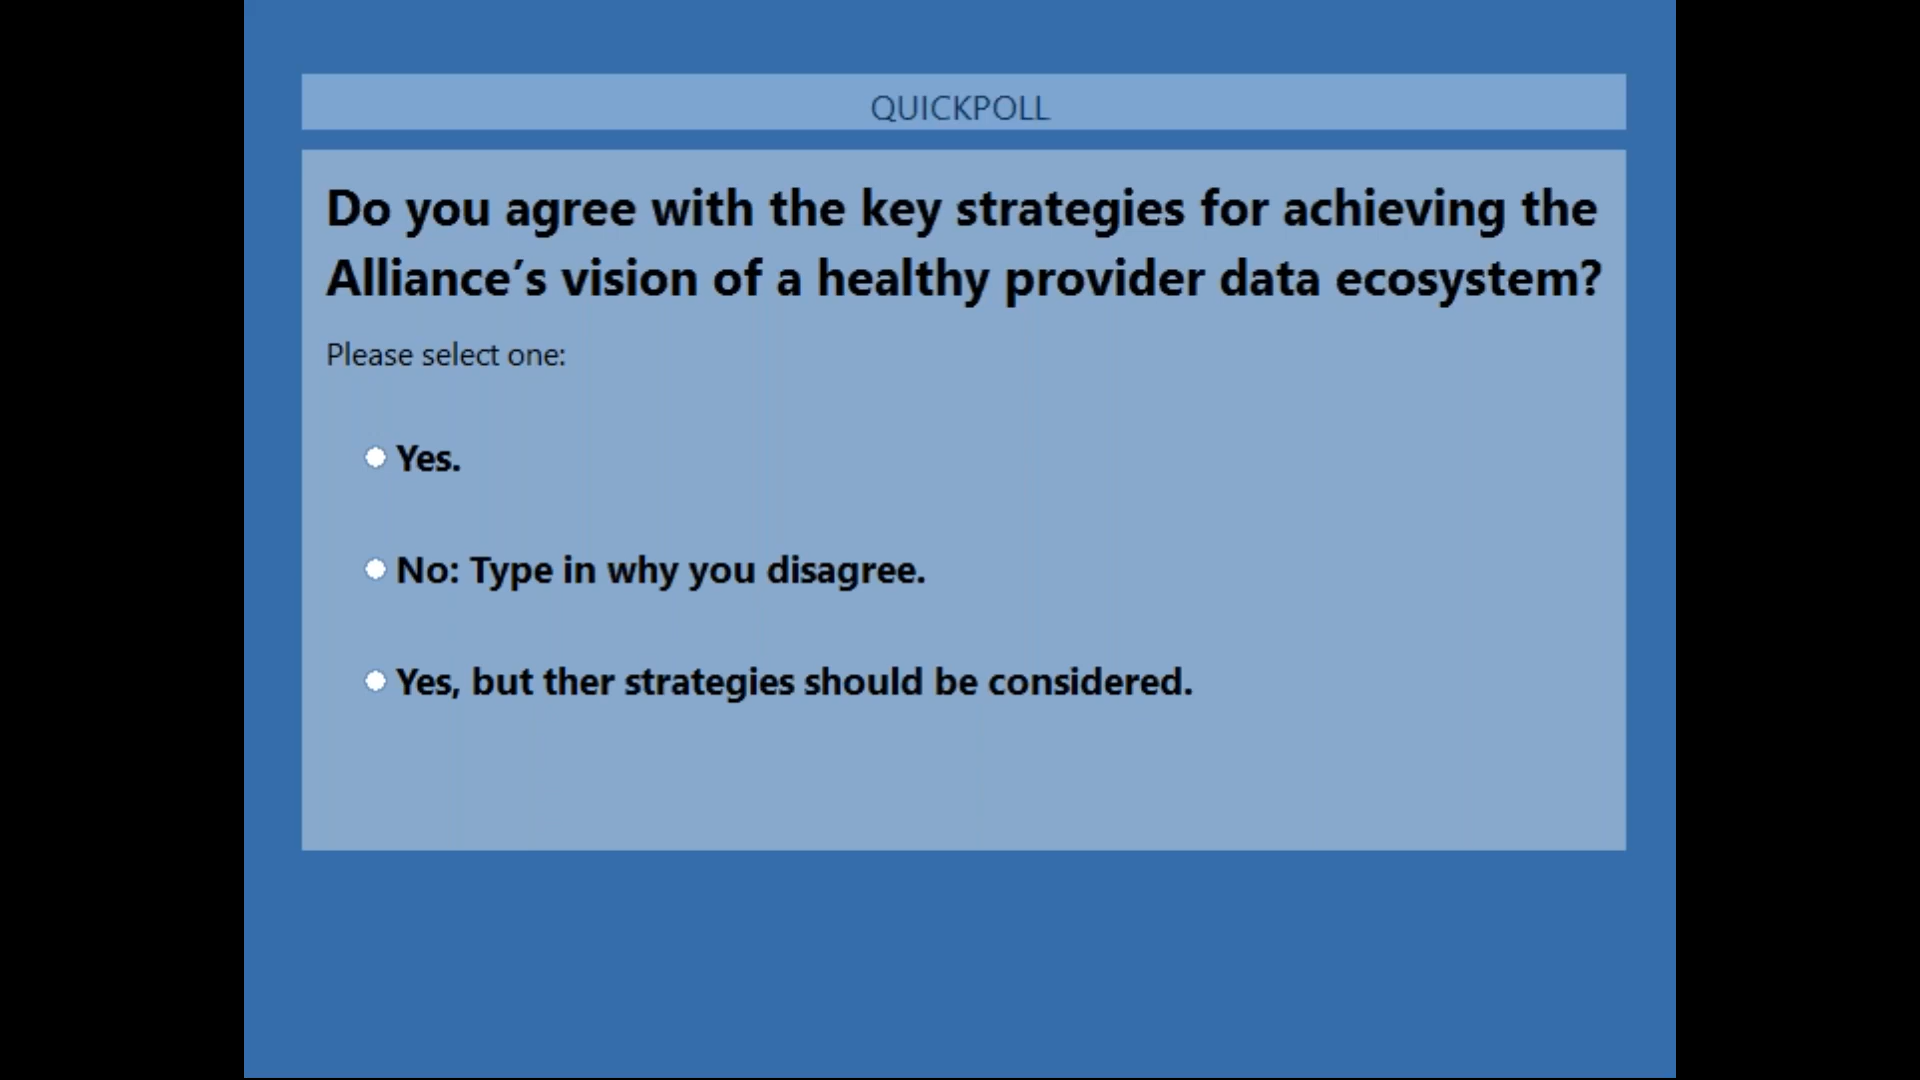 QUICKPOLL
Do you agree with the key strategies for achieving the
Alliance’s vision of a healthy provider data ecosystem?
Please select one:
Yes.
No: Type in why you disagree.
Yes, but ther strategies should be considered.